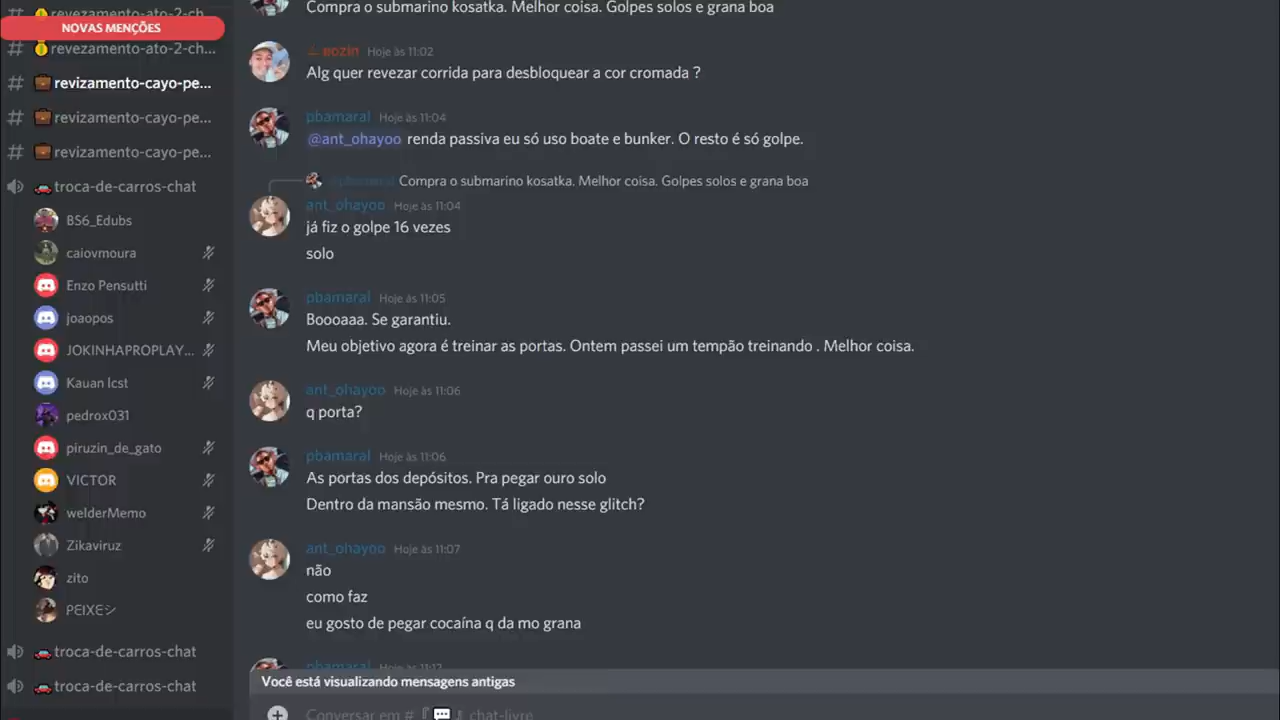 revezamento-ato-2-ch
NOVAS MENÇÕES
# revezamento-ato-2-ch...
# revizamento-cayo-pe...
# revizamento-cayo-pe...
# revizamento-cayo-pe...
troca-de-carros-chat
BS6_Edubs
caiovmoura
Enzo Pensutti
joaopos
JOKINHAPROPLAY...
Kauan lcst
pedrox031
piruzin_de_gato
VICTOR
welderMemo
Zikaviruz
zito
PEIXEシ
troca-de-carros-chat
troca-de-carros-chat
Compra o submarino kosatka. Melhor coisa. Golpes solos e grana boa
Hoje às 11:02
Alg quer revezar corrida para desbloquear a cor cromada ?
pbamaral Hoje às 11:04
@ant_ohayoo renda passiva eu só uso boate e bunker. O resto é só golpe.
Compra o submarino kosatka. Melhor coisa. Golpes solos e grana boa
ant_ohayoo Hoje às 11:04
já fiz o golpe 16 vezes
solo
pbamaral Hoje às 11:05
Boooaaa. Se garantiu.
Meu objetivo agora é treinar as portas. Ontem passei um tempão treinando . Melhor coisa.
ant_ohayoo Hoje às 11:06
q porta?
pbamaral Hoje às 11:06
As portas dos depósitos. Pra pegar ouro solo
Dentro da mansão mesmo. Tá ligado nesse glitch?
ant_ohayoo Hoje às 11:07
não
como faz
eu gosto de pegar cocaína q da mo grana
pbamaral Hoje às
Você está visualizando mensagens antigas
Conversar em # chat-livre